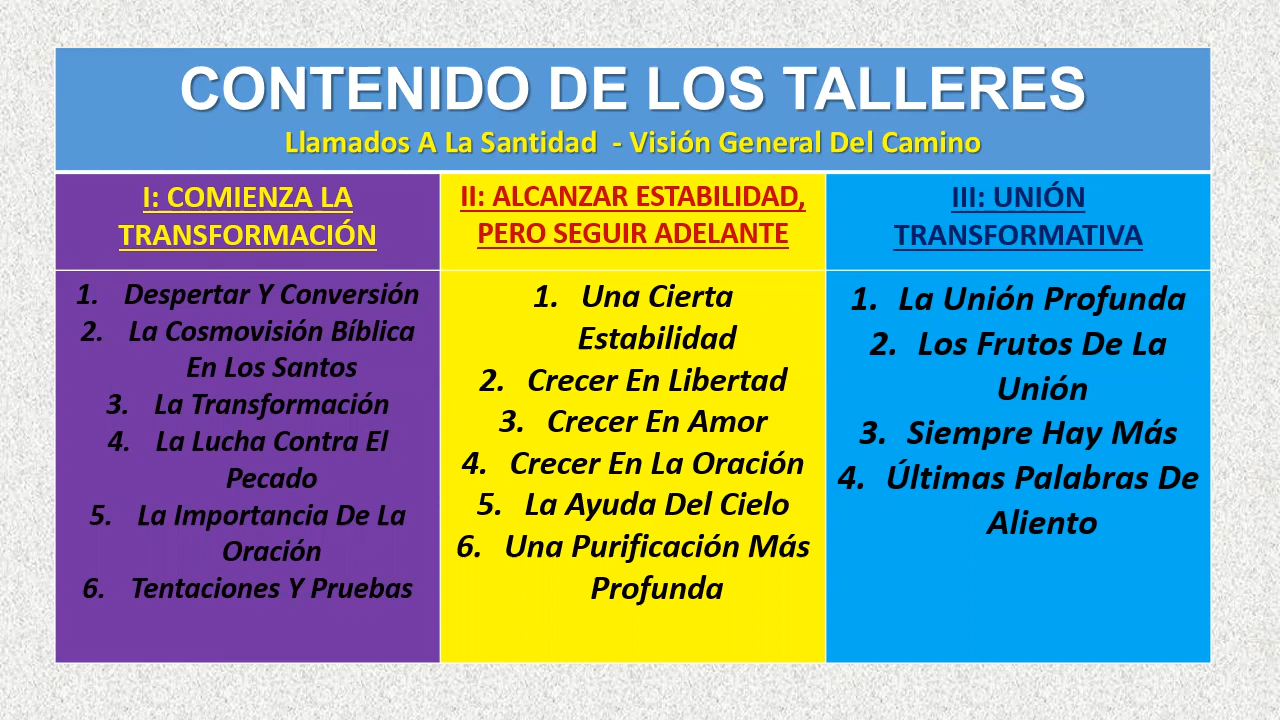 CONTENIDO DE LOS TALLERES
Llamados A La Santidad - Visión General Del Camino
I: COMIENZA LA
TRANSFORMACIÓN
1. Despertar Y Conversión
2. La Cosmovisión Bíblica
En Los Santos
3. La Transformación
4. La Lucha Contra El
Pecado
5. La Importancia De La
Oración
6. Tentaciones Y Pruebas
II: ALCANZAR ESTABILIDAD,
PERO SEGUIR ADELANTE
1. Una Cierta
Estabilidad
2. Crecer En Libertad
3. Crecer En Amor
4. Crecer En La Oración
5. La Ayuda Del Cielo
6. Una Purificación Más
Profunda
III: UNIÓN
TRANSFORMATIVA
1. La Unión Profunda
2. Los Frutos De La
Unión
3. Siempre Hay Más
4. Últimas Palabras De
Aliento